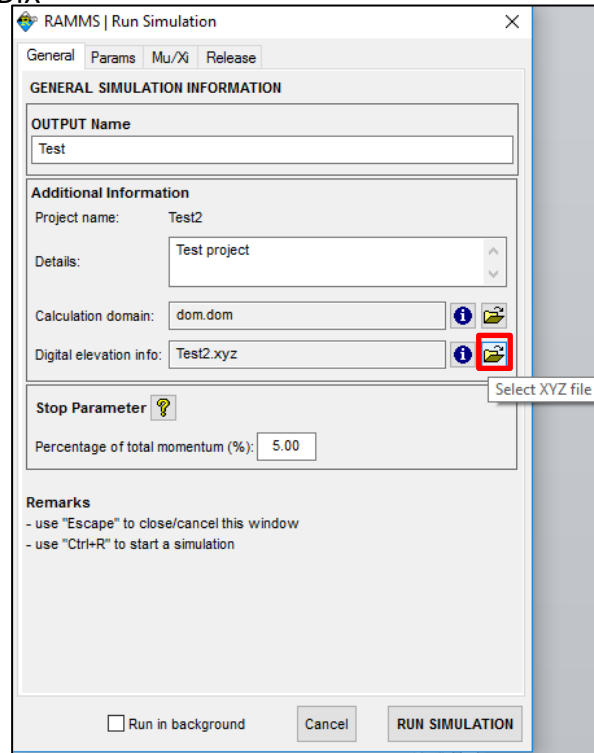 RAMMS | Run Simulation
General Params Mu/Xi Release
GENERAL SIMULATION INFORMATION
OUTPUT Name
Test
Additional Information
Project name: Test2
Details: Test project
Calculation domain: dom.dom
Digital elevation info: Test2.xyz
Select XYZ file
Stop Parameter
Percentage of total momentum (%): 5.00
Remarks
- use "Escape" to close/cancel this window
- use "Ctrl+R" to start a simulation
Run in background Cancel RUN SIMULATION